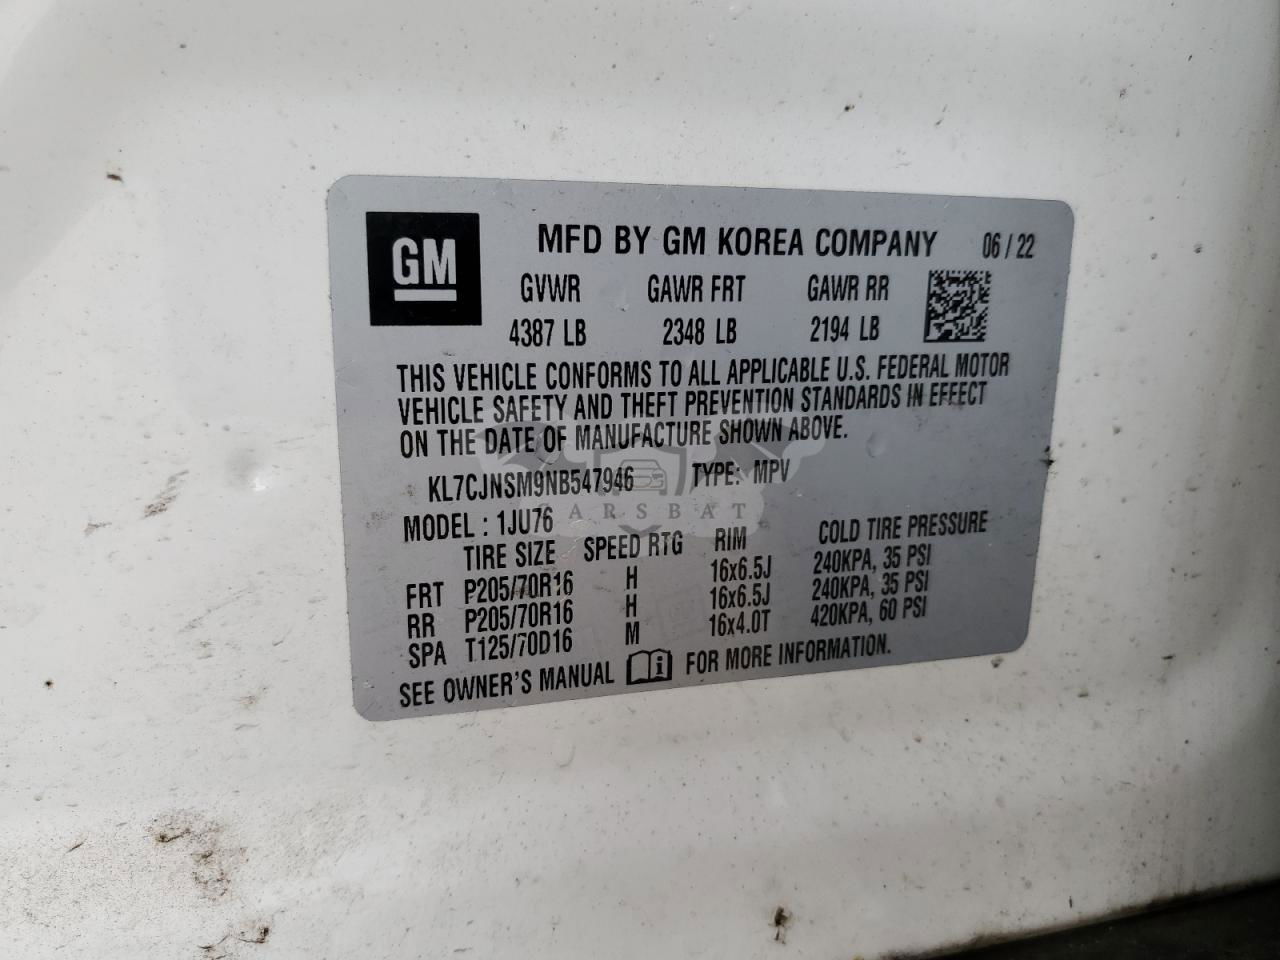 GM
MFD BY GM KOREA COMPANY 06 / 22
GVWR GAWR FRT GAWR RR
4387 LB 2348 LB 2194 LB
THIS VEHICLE CONFORMS TO ALL APPLICABLE U.S. FEDERAL MOTOR
VEHICLE SAFETY AND THEFT PREVENTION STANDARDS IN EFFECT
ON THE DATE OF MANUFACTURE SHOWN ABOVE.
KL7CJNSM9NB547946 TYPE: MPV
CARSBAT
MODEL : 1JU76
TIRE SIZE SPEED RTG RIM COLD TIRE PRESSURE
FRT P205/70R16 H 16x6.5J 240KPA, 35 PSI
RR P205/70R16 H 16x6.5J 240KPA, 35 PSI
SPA T125/70D16 M 16x4.0T 420KPA, 60 PSI
SEE OWNER'S MANUAL FOR MORE INFORMATION.